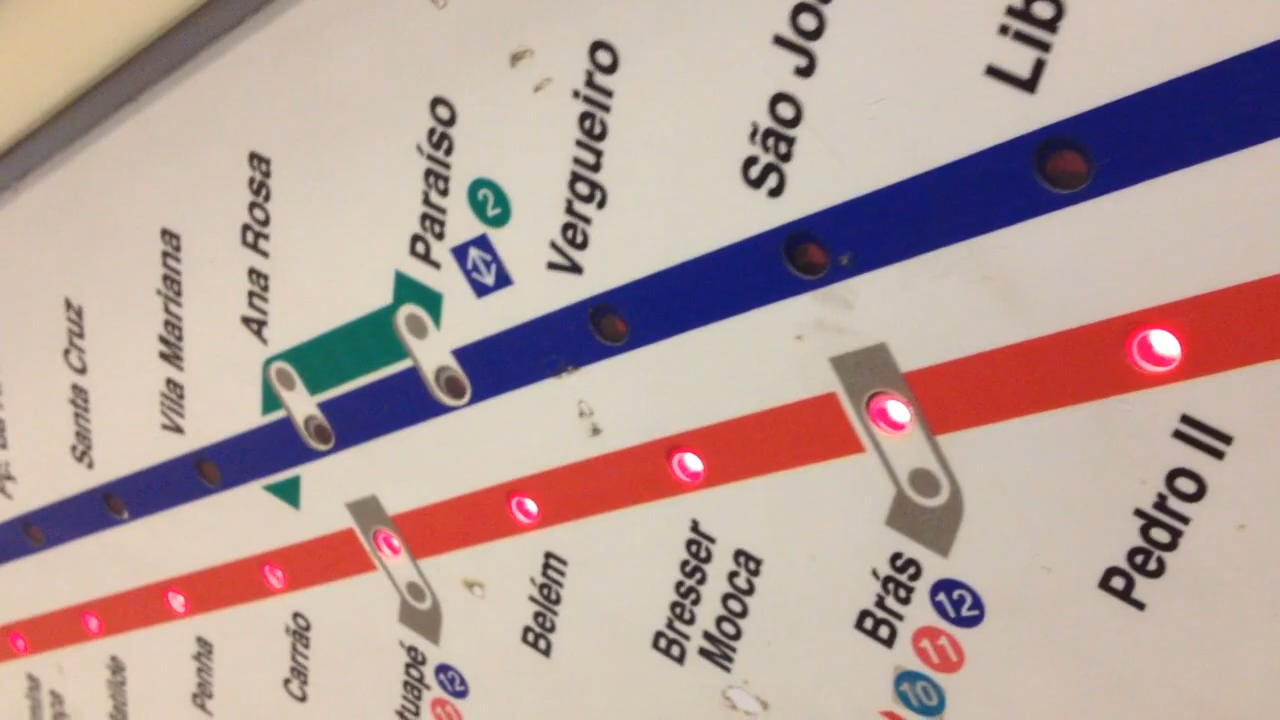 Santa Cruz
Vila Mariana
Ana Rosa
Paraíso
2
Vergueiro
São Jo
Lib
Penha
Carrão
tuapé
12
Belém
Bresser
Mooca
Brás
10 11 12
Pedro II